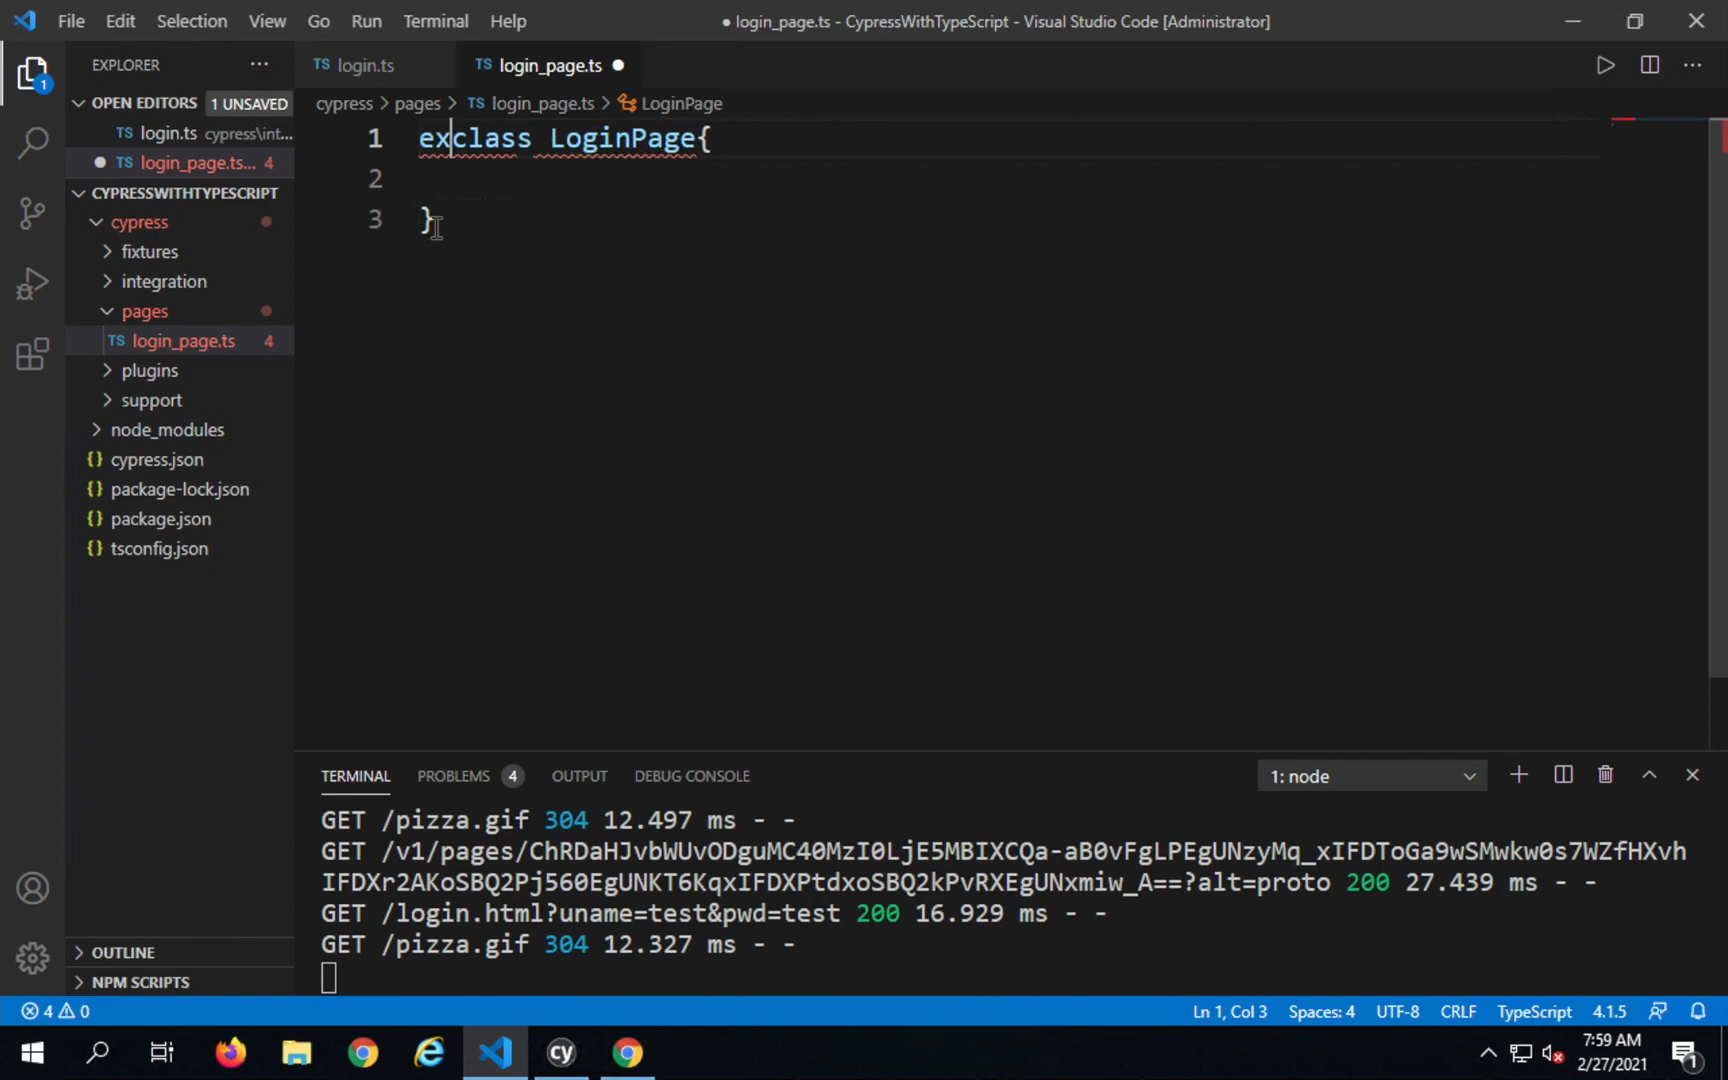 File Edit Selection View Go Run Terminal Help
● login_page.ts - CypressWithTypeScript - Visual Studio Code [Administrator]
EXPLORER ···
TS login.ts
TS login_page.ts ●
OPEN EDITORS 1 UNSAVED
TS login.ts cypress\int...
● TS login_page.ts... 4
CYPRESSWITHTYPESCRIPT
cypress
fixtures
integration
pages
TS login_page.ts 4
plugins
support
node_modules
{} cypress.json
{} package-lock.json
{} package.json
{} tsconfig.json
OUTLINE
NPM SCRIPTS
1
cypress > pages > TS login_page.ts > LoginPage
1 exclass LoginPage{
2
3 }
TERMINAL PROBLEMS 4 OUTPUT DEBUG CONSOLE 1: node
GET /pizza.gif 304 12.497 ms - -
GET /v1/pages/ChRDaHJvbWUvODguMC40MzI0LjE5MBIXCQa-aB0vFgLPEgUNzyMq_xIFDToGa9wSMwkw0s7WZfHXvh
IFDXr2AKoSBQ2Pj560EgUNKT6KqxIFDXPtdxoSBQ2kPvRXEgUNxmiw_A==?alt=proto 200 27.439 ms - -
GET /login.html?uname=test&pwd=test 200 16.929 ms - -
GET /pizza.gif 304 12.327 ms - -
4 0 Ln 1, Col 3 Spaces: 4 UTF-8 CRLF TypeScript 4.1.5
cy
7:59 AM
2/27/2021
1